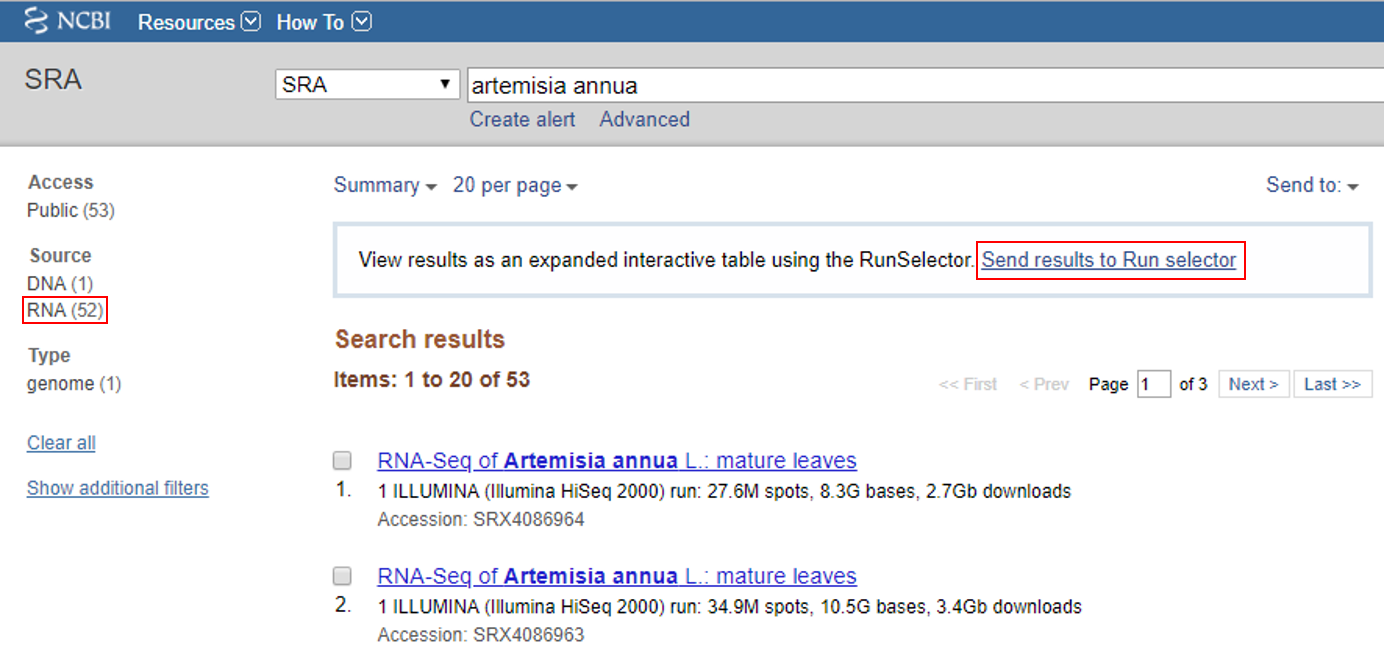 NCBI Resources How To
SRA
SRA artemisia annua
Create alert Advanced
Access
Public (53)
Source
DNA (1)
RNA (52)
Type
genome (1)
Clear all
Show additional filters
Summary 20 per page Send to:
View results as an expanded interactive table using the RunSelector. Send results to Run selector
Search results
Items: 1 to 20 of 53
<< First < Prev Page 1 of 3 Next > Last >>
RNA-Seq of Artemisia annua L.: mature leaves
1. 1 ILLUMINA (Illumina HiSeq 2000) run: 27.6M spots, 8.3G bases, 2.7Gb downloads
Accession: SRX4086964
RNA-Seq of Artemisia annua L.: mature leaves
2. 1 ILLUMINA (Illumina HiSeq 2000) run: 34.9M spots, 10.5G bases, 3.4Gb downloads
Accession: SRX4086963